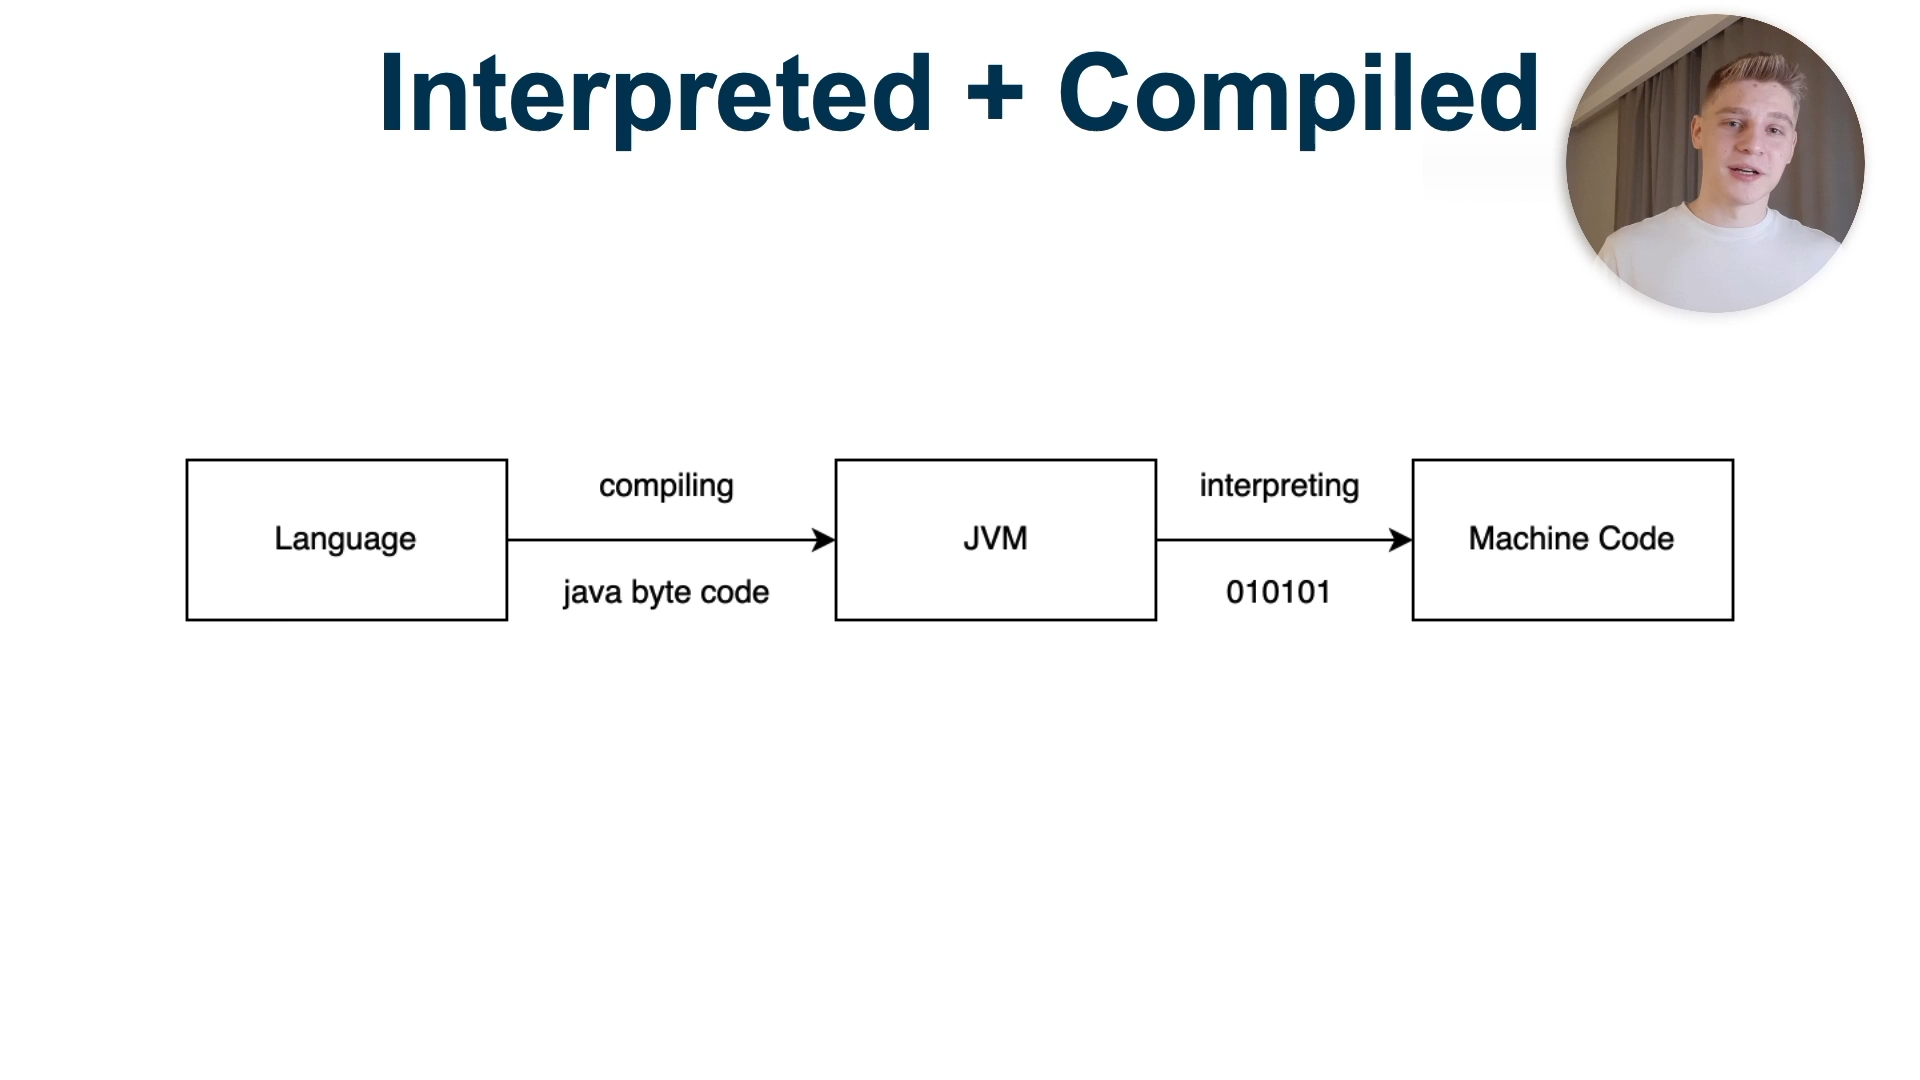 Interpreted + Compiled
compiling
interpreting
Language
JVM
Machine Code
java byte code
010101